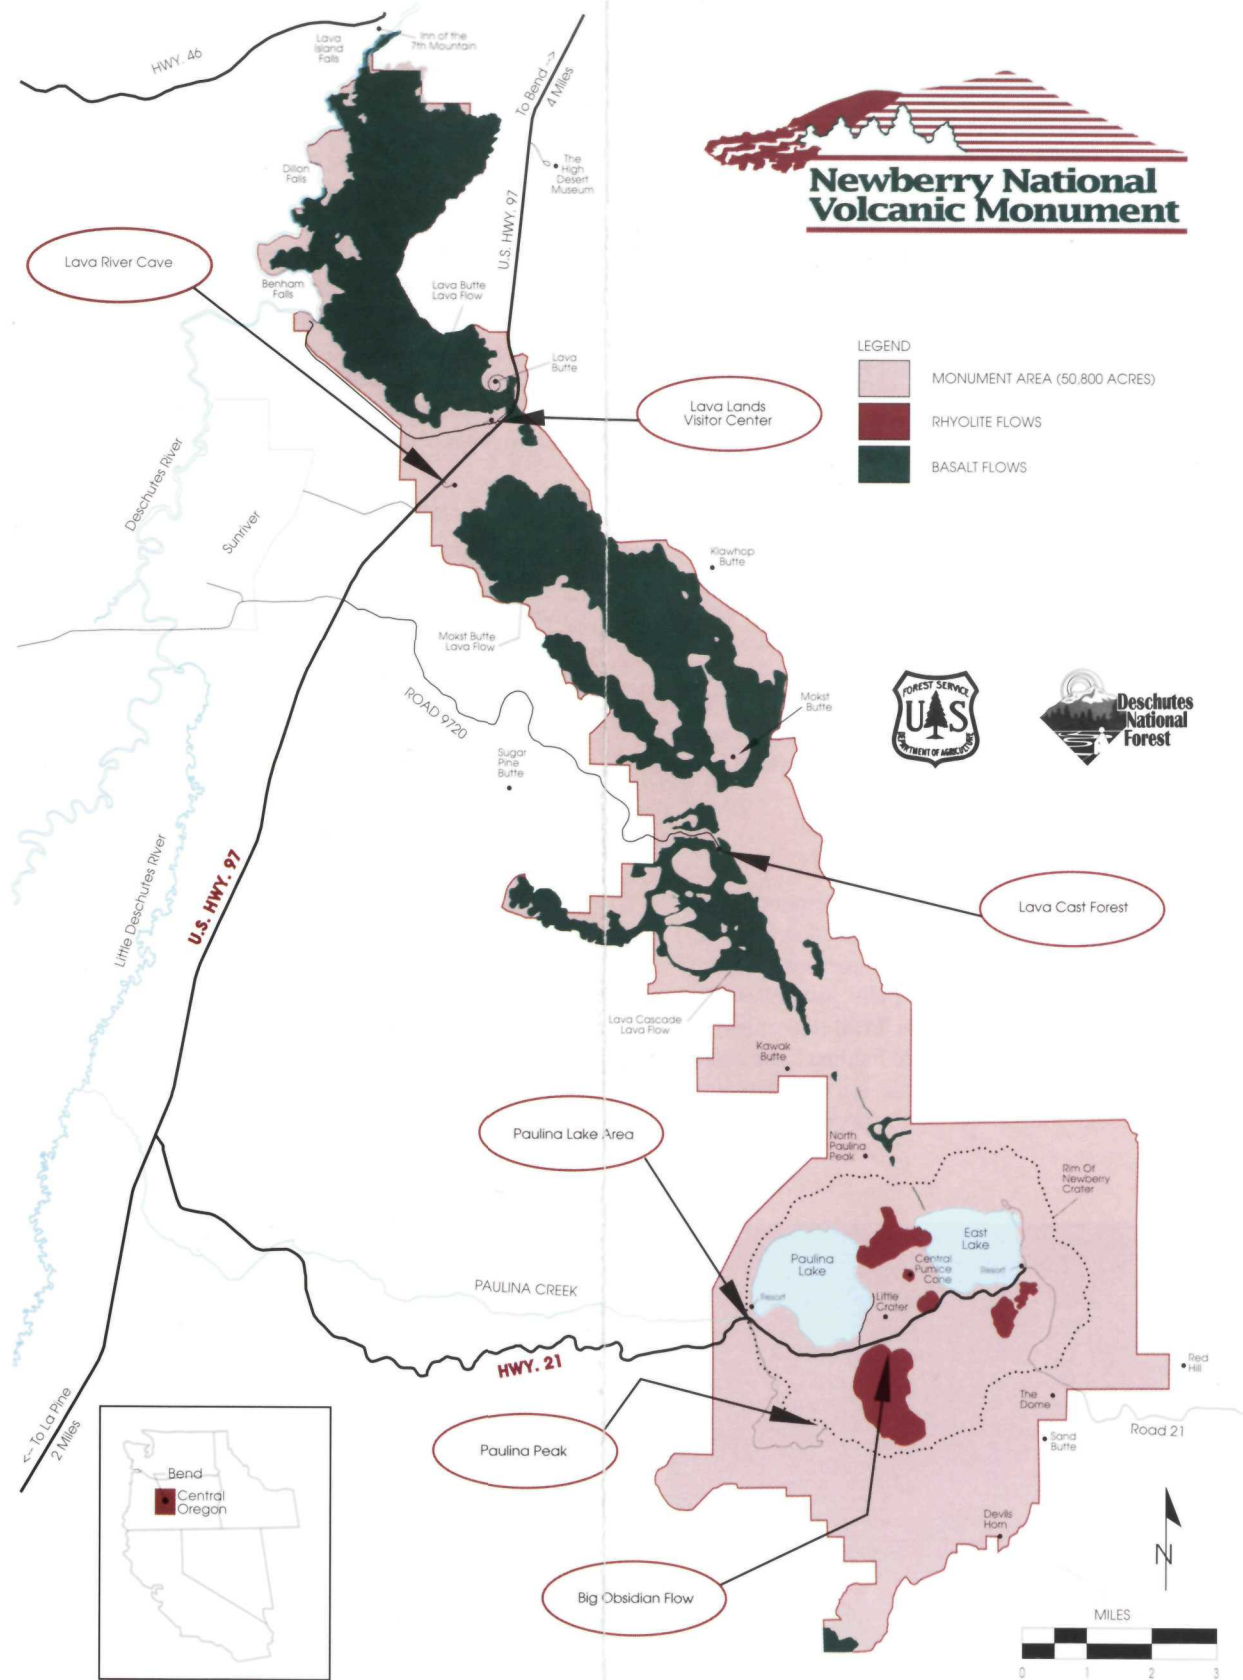 HWY. 46
Lava
Island
Falls
Inn of the
7th Mountain
To Bend -->
4 Miles
The
High
Desert
Museum
Dillon
Falls
U.S. HWY. 97
Newberry National
Volcanic Monument
Lava River Cave
Benham
Falls
Lava Butte
Lava Flow
Lava
Butte
Lava Lands
Visitor Center
LEGEND
MONUMENT AREA (50,800 ACRES)
RHYOLITE FLOWS
BASALT FLOWS
Deschutes River
Sunriver
Klawhop
Butte
Mokst Butte
Lava Flow
ROAD 9720
Mokst
Butte
FOREST SERVICE
U S
DEPARTMENT OF AGRICULTURE
Deschutes
National
Forest
Sugar
Pine
Butte
Little Deschutes River
U.S. HWY. 97
Lava Cast Forest
Lava Cascade
Lava Flow
Kawak
Butte
Paulina Lake Area
North
Paulina
Peak
Rim Of
Newberry
Crater
East
Lake
Paulina
Lake
Central
Pumice
Cone
Resort
Resort
Little
Crater
PAULINA CREEK
HWY. 21
Red
Hill
The
Dome
Road 21
Sand
Butte
<-- To La Pine
2 Miles
Paulina Peak
Bend
Central
Oregon
Devils
Horn
N
Big Obsidian Flow
MILES
0 1 2 3